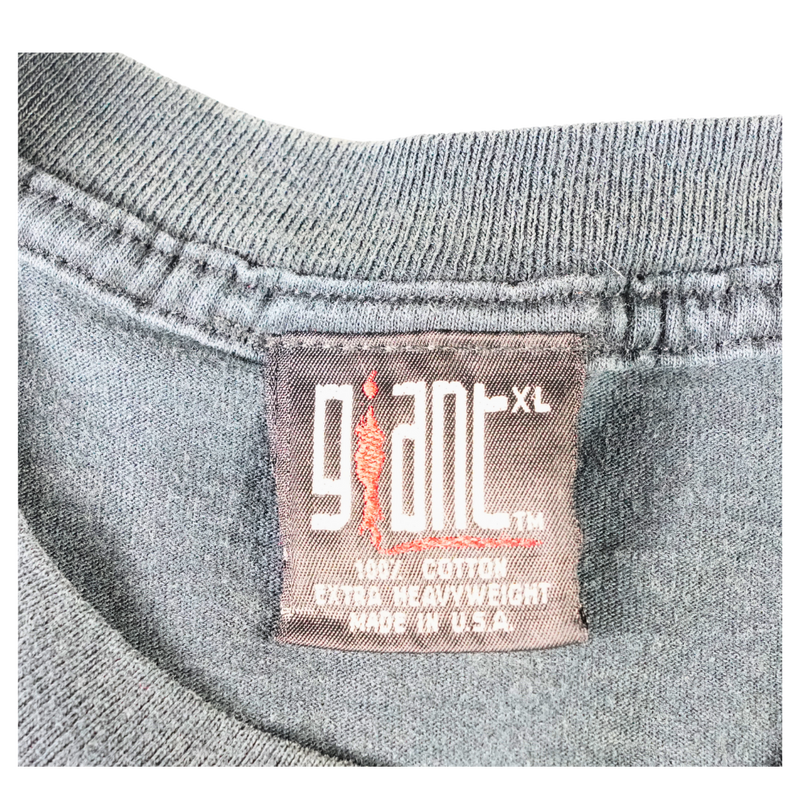 giant XL
TM
100% COTTON
EXTRA HEAVYWEIGHT
MADE IN U.S.A.